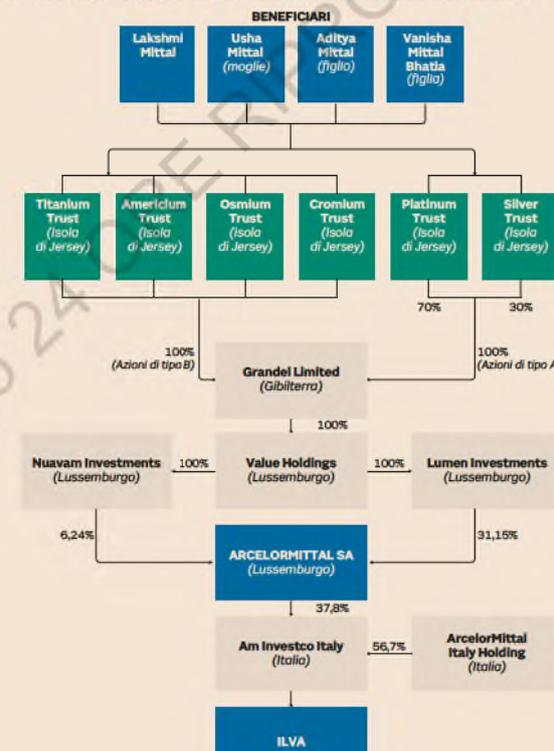 BENEFICIARI
Lakshmi
Mittal
Usha
Mittal
(moglie)
Aditya
Mittal
(figlio)
Vanisha
Mittal
Bhatia
(figlia)
Titanium
Trust
(Isola
di Jersey)
Americium
Trust
(Isola
di Jersey)
Osmium
Trust
(Isola
di Jersey)
Cromium
Trust
(Isola
di Jersey)
Platinum
Trust
(Isola
di Jersey)
Silver
Trust
(Isola
di Jersey)
70%
30%
100%
(Azioni di tipo B)
100%
(Azioni di tipo A
Grandel Limited
(Gibilterra)
100%
Nuavam Investments
(Lussemburgo)
100%
Value Holdings
(Lussemburgo)
100%
Lumen Investments
(Lussemburgo)
6,24%
31,15%
ARCELORMITTAL SA
(Lussemburgo)
37,8%
Am Investco Italy
(Italia)
56,7%
ArcelorMittal
Italy Holding
(Italia)
ILVA